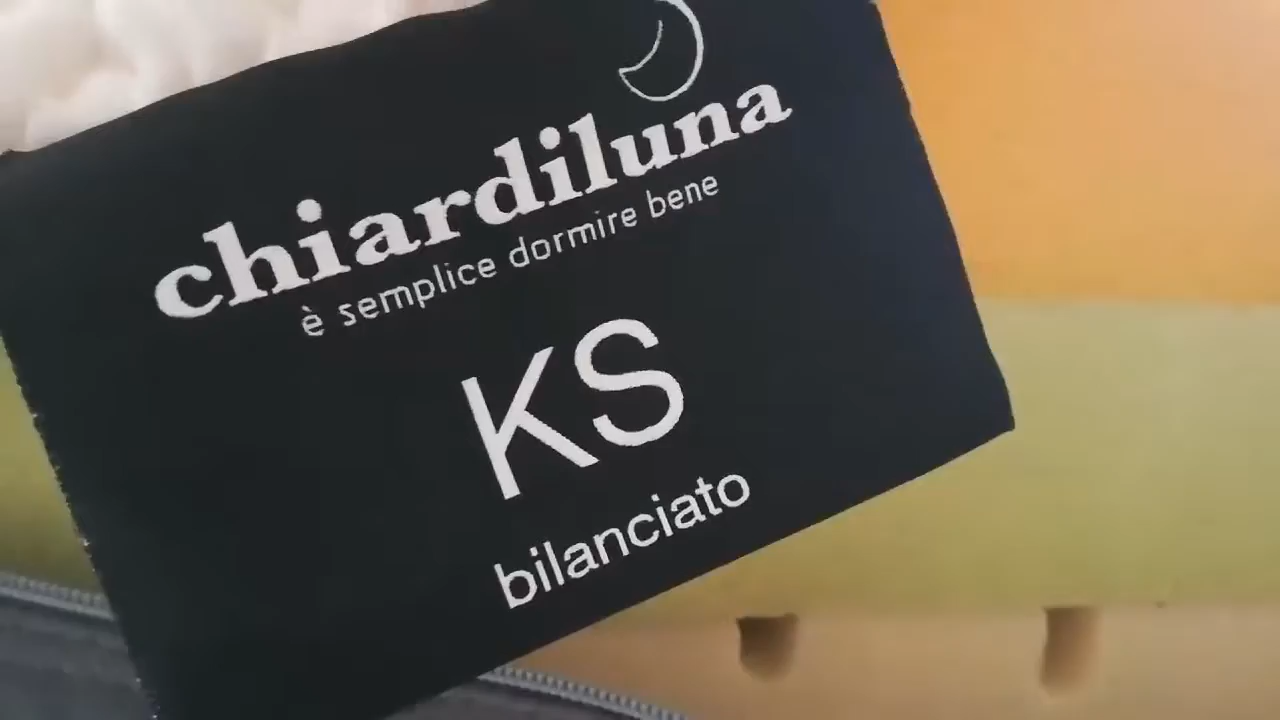 chiardiluna
è semplice dormire bene
KS
bilanciato